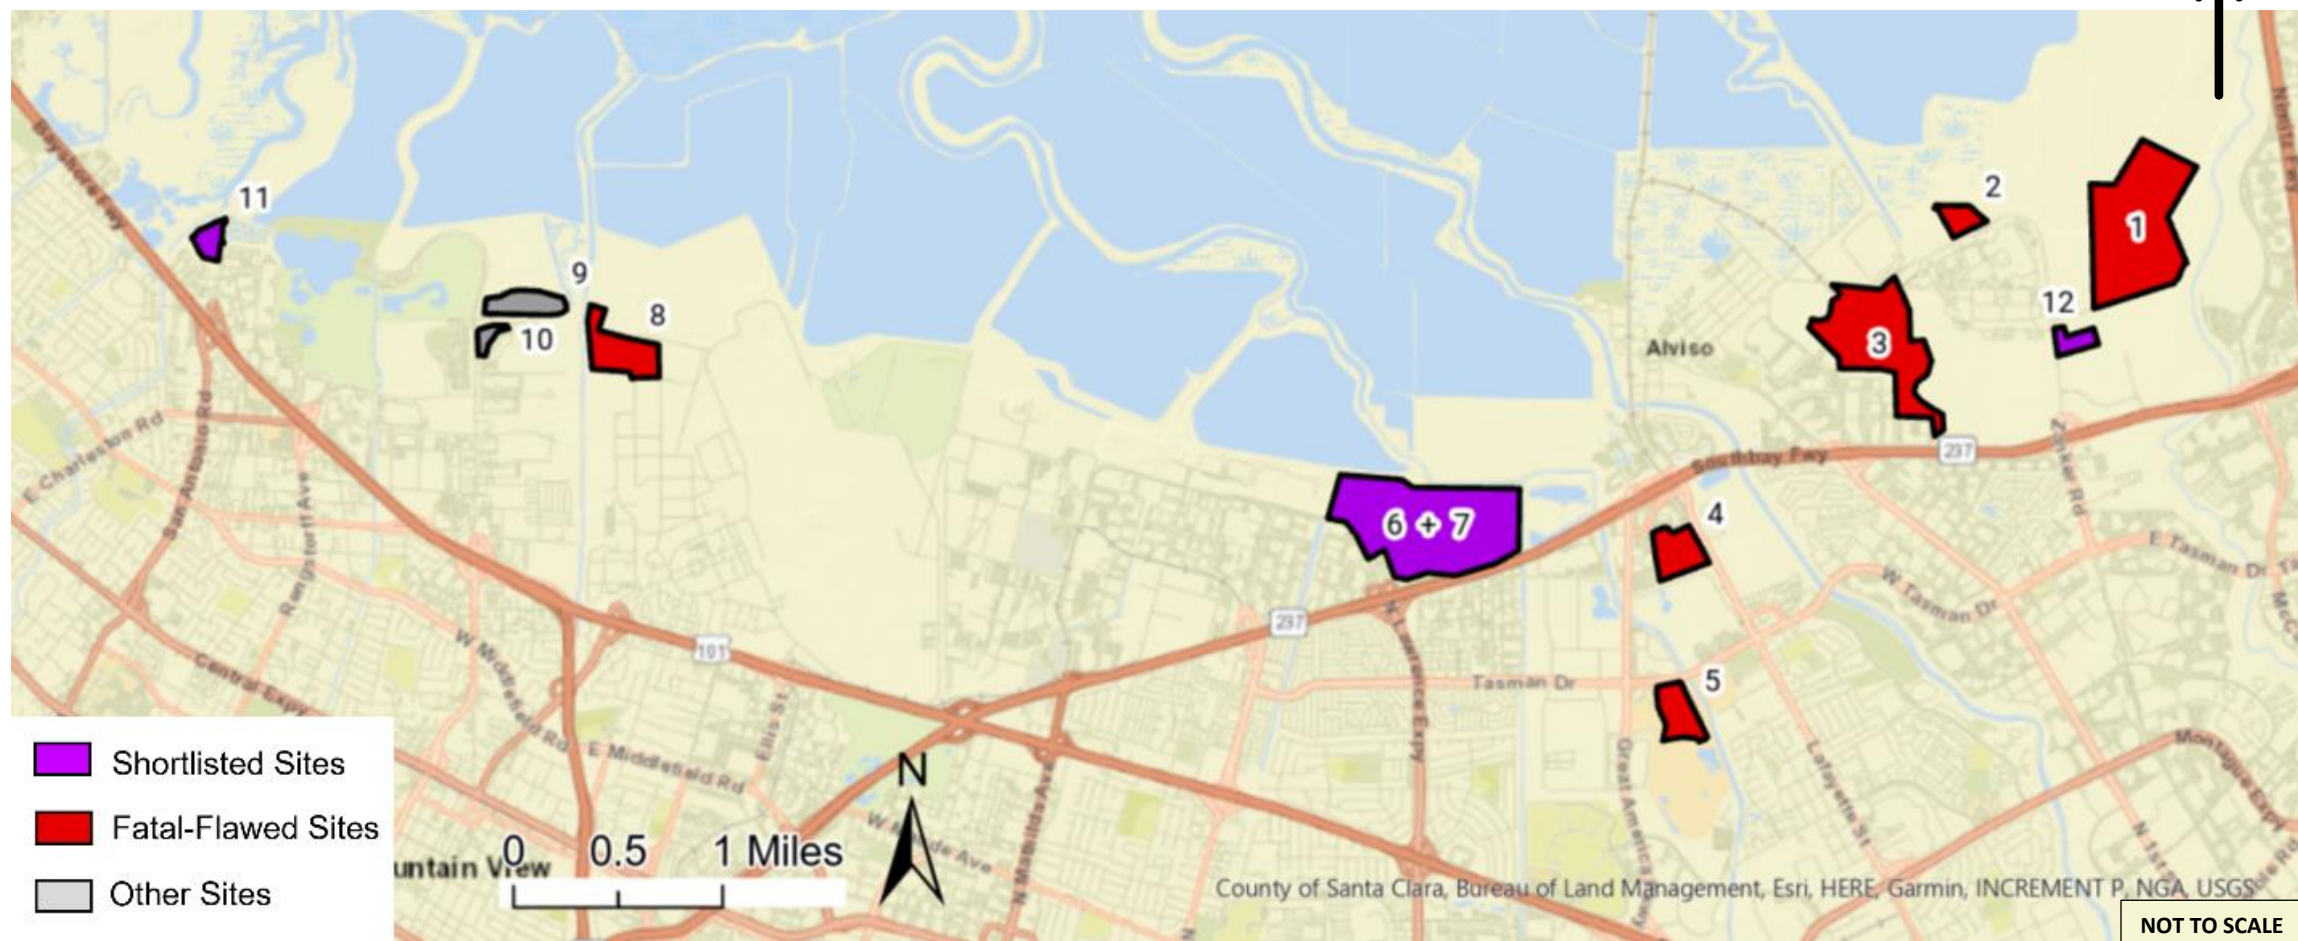 11
2
1
9
8
12
10
3
Alviso
Bayshore Fwy
Nimitz Fwy
E Charleston Rd
San Antonio Rd
Rengstorff Ave
237
Southbay Fwy
Zanker Rd
6 + 7
4
E Tasman Dr
W Tasman Dr
237
N Lawrence Expy
101
W Middlefield Rd
Central Expy
Tasman Dr
5
Ellis St
E Middlefield Rd
Great America
Lafayette St
Montague Expy
N 1st
N Mathilda Ave
N
Shortlisted Sites
Fatal-Flawed Sites
Other Sites
untain View
0 0.5 1 Miles
County of Santa Clara, Bureau of Land Management, Esri, HERE, Garmin, INCREMENT P, NGA, USGS
NOT TO SCALE